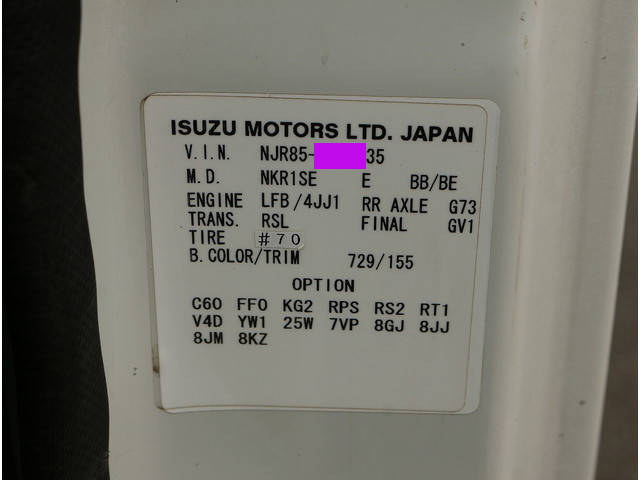 ISUZU MOTORS LTD. JAPAN
V.I.N. NJR85- 35
M.D. NKR1SE E BB/BE
ENGINE LFB/4JJ1 RR AXLE G73
TRANS. RSL FINAL GV1
TIRE #70
B.COLOR/TRIM 729/155
OPTION
C60 FF0 KG2 RPS RS2 RT1
V4D YW1 25W 7VP 8GJ 8JJ
8JM 8KZ